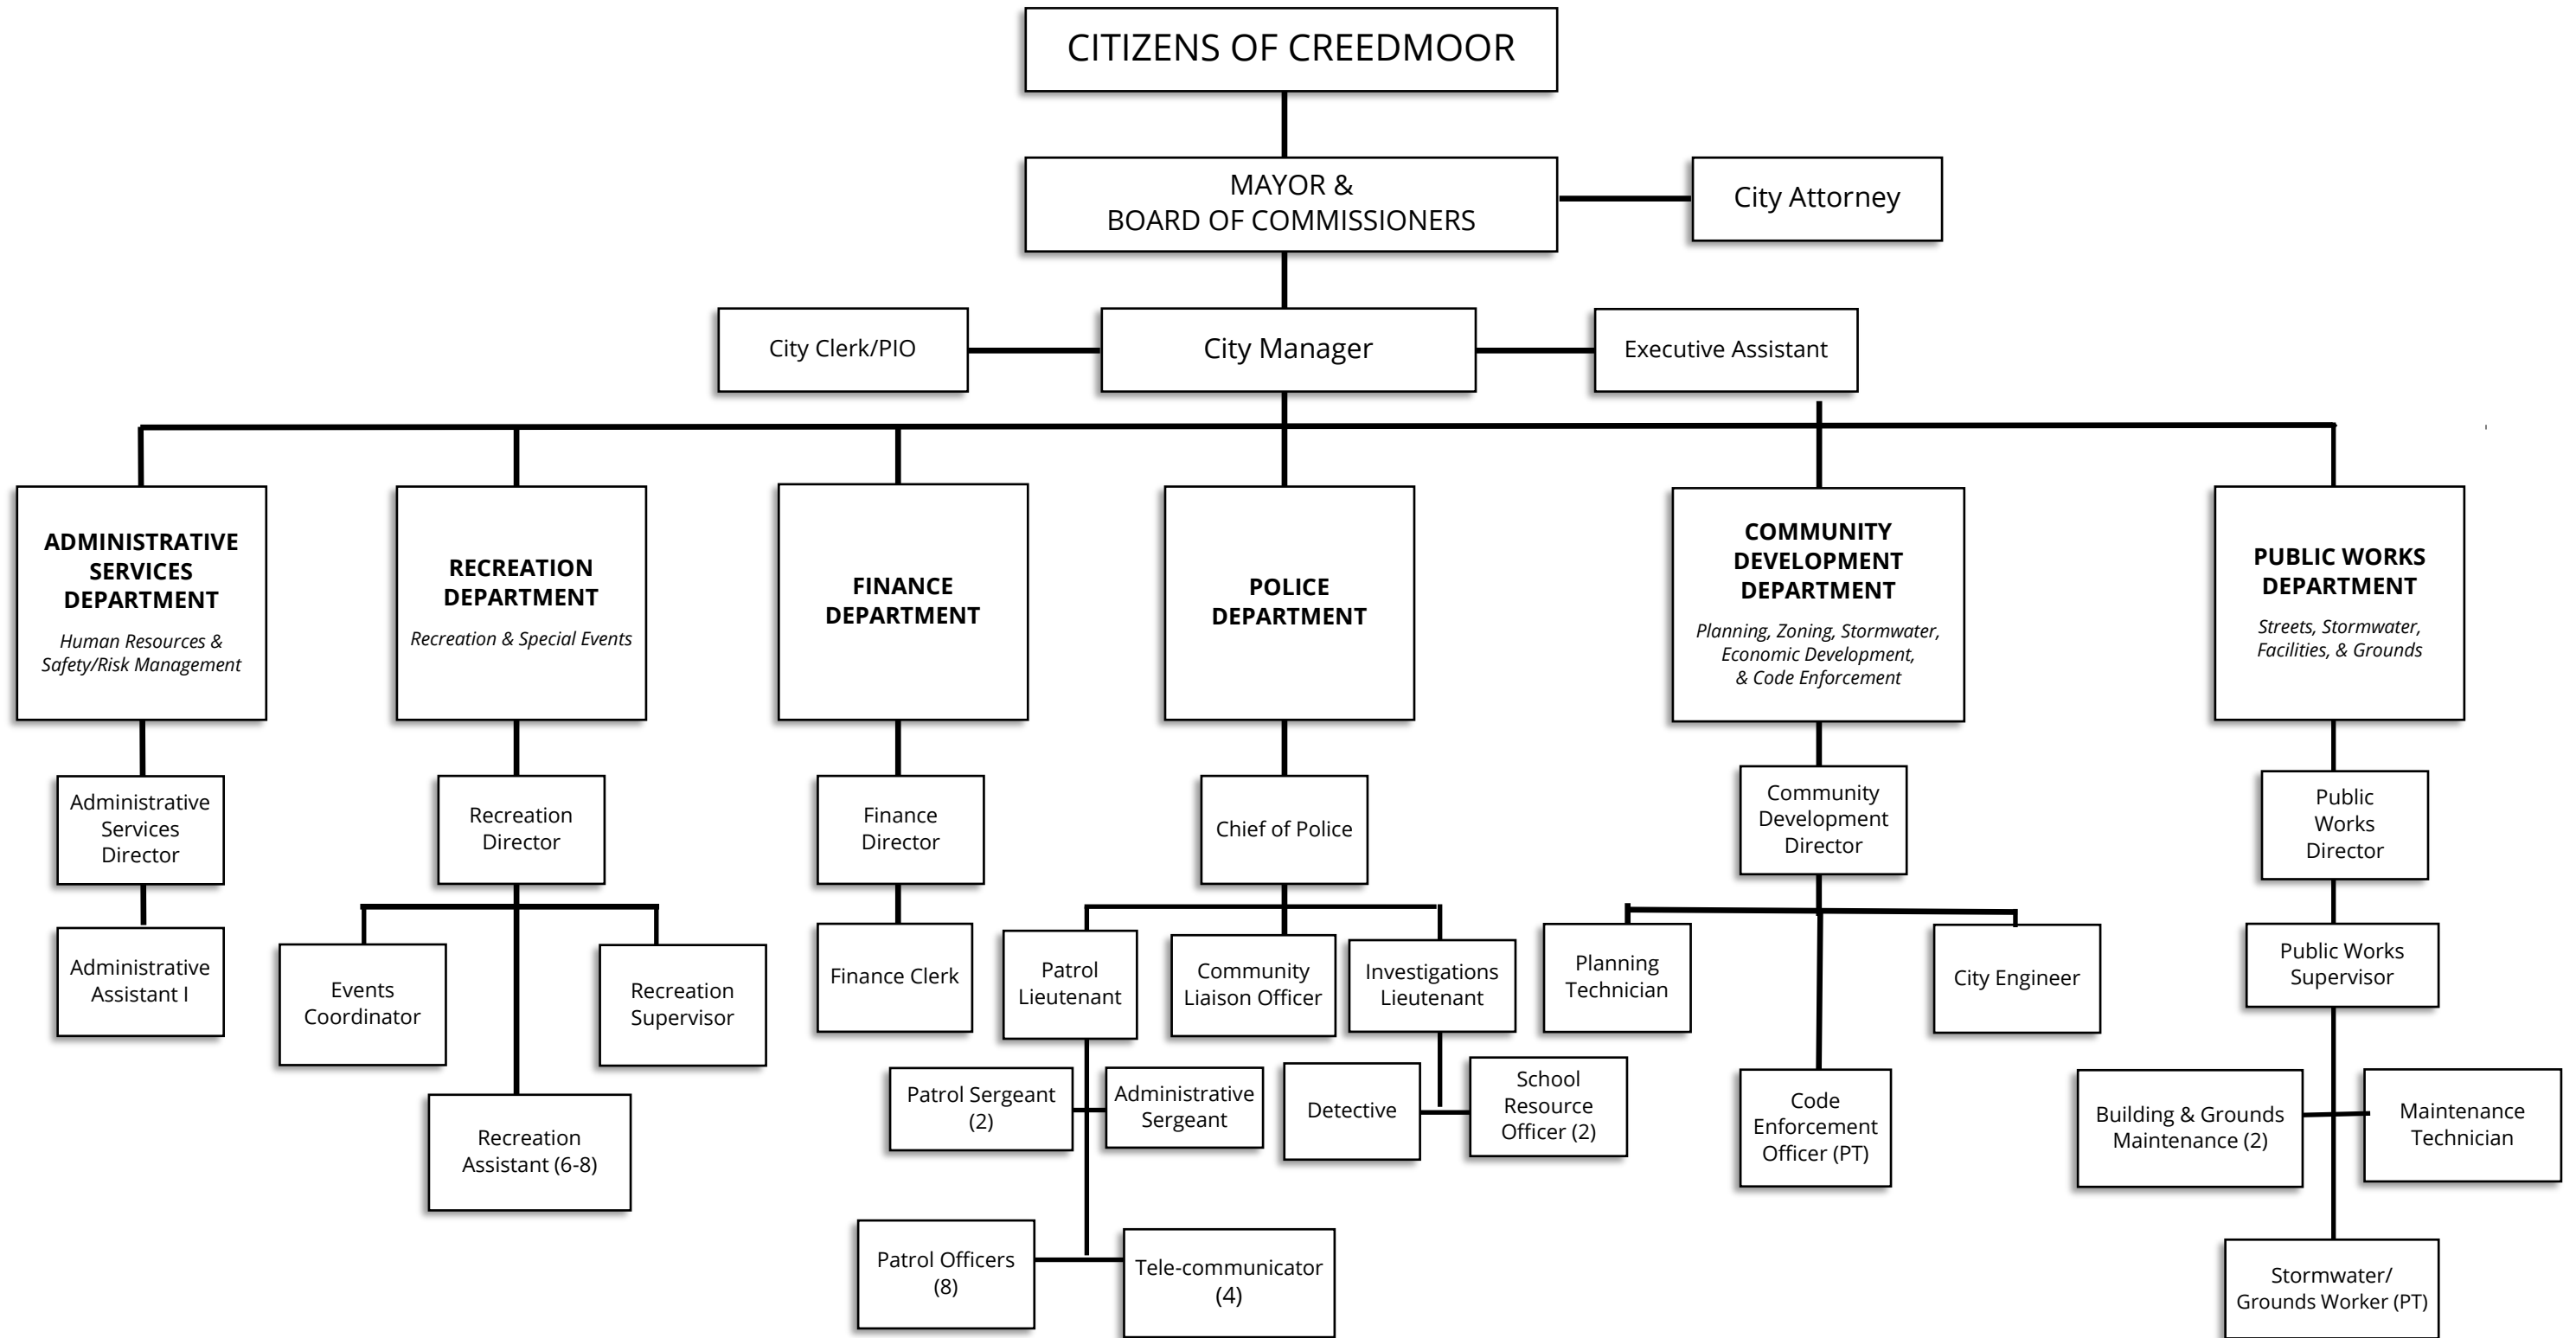 CITIZENS OF CREEDMOOR
MAYOR &
BOARD OF COMMISSIONERS
City Attorney
City Clerk/PIO
City Manager
Executive Assistant
ADMINISTRATIVE
SERVICES
DEPARTMENT
Human Resources &
Safety/Risk Management
RECREATION
DEPARTMENT
Recreation & Special Events
FINANCE
DEPARTMENT
POLICE
DEPARTMENT
COMMUNITY
DEVELOPMENT
DEPARTMENT
Planning, Zoning, Stormwater,
Economic Development,
& Code Enforcement
PUBLIC WORKS
DEPARTMENT
Streets, Stormwater,
Facilities, & Grounds
Administrative
Services
Director
Recreation
Director
Finance
Director
Chief of Police
Community
Development
Director
Public
Works
Director
Administrative
Assistant I
Events
Coordinator
Recreation
Supervisor
Finance Clerk
Patrol
Lieutenant
Community
Liaison Officer
Investigations
Lieutenant
Planning
Technician
City Engineer
Public Works
Supervisor
Recreation
Assistant (6-8)
Patrol Sergeant
(2)
Administrative
Sergeant
Detective
School
Resource
Officer (2)
Code
Enforcement
Officer (PT)
Building & Grounds
Maintenance (2)
Maintenance
Technician
Patrol Officers
(8)
Tele-communicator
(4)
Stormwater/
Grounds Worker (PT)